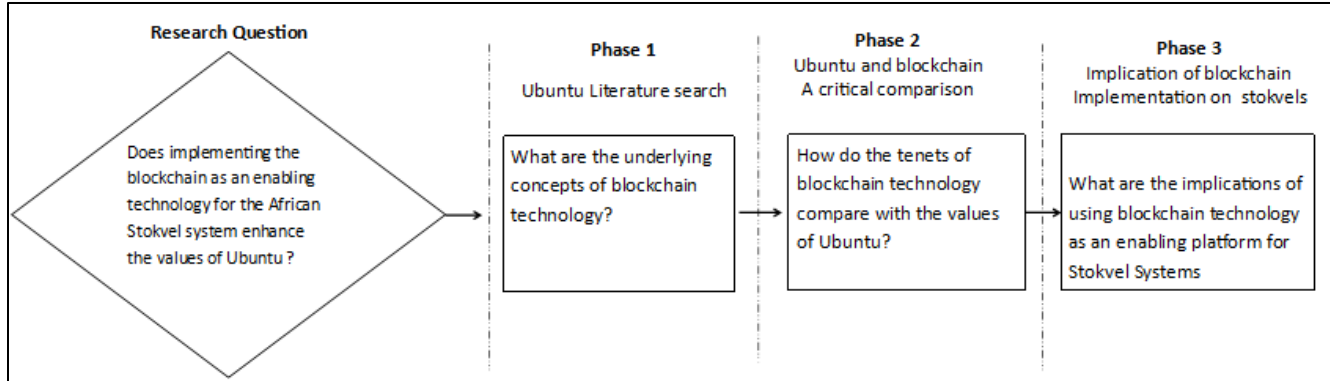 Research Question
Does implementing the
blockchain as an enabling
technology for the African
Stokvel system enhance
the values of Ubuntu ?
Phase 1
Ubuntu Literature search
What are the underlying
concepts of blockchain
technology?
Phase 2
Ubuntu and blockchain
A critical comparison
How do the tenets of
blockchain technology
compare with the values
of Ubuntu?
Phase 3
Implication of blockchain
Implementation on stokvels
What are the implications of
using blockchain technology
as an enabling platform for
Stokvel Systems